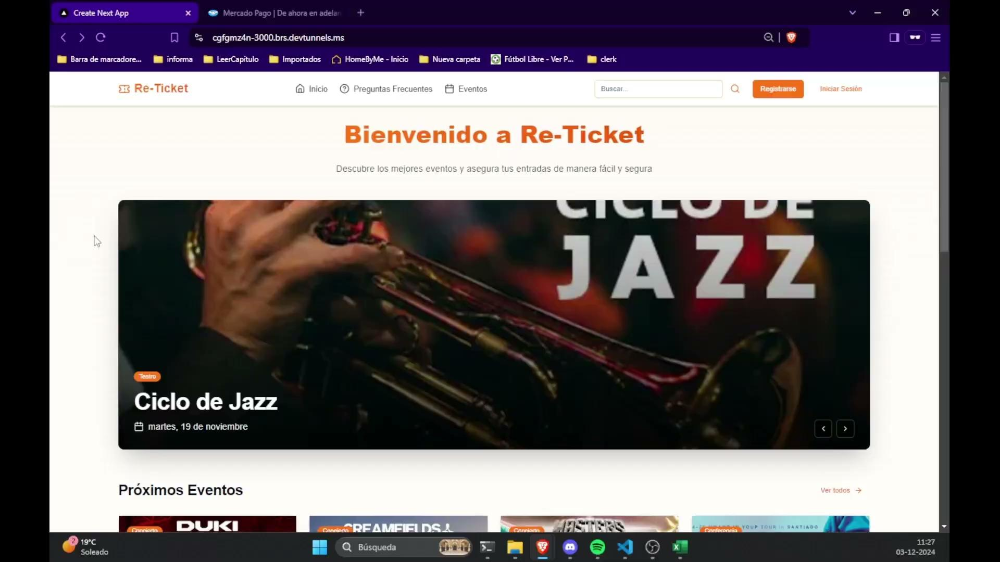 Create Next App
Mercado Pago | De ahora en adelan
cgfgmz4n-3000.brs.devtunnels.ms
Barra de marcadore...
informa
LeerCapitulo
Importados
HomeByMe - Inicio
Nueva carpeta
Fútbol Libre - Ver P...
clerk
Re-Ticket
Inicio
Preguntas Frecuentes
Eventos
Buscar...
Registrarse
Iniciar Sesión
Bienvenido a Re-Ticket
Descubre los mejores eventos y asegura tus entradas de manera fácil y segura
CICLO DE
JAZZ
Teatro
Ciclo de Jazz
martes, 19 de noviembre
Próximos Eventos
Ver todos
Concierto
DUKI
Concierto
CREAMFIELDS
Concierto
MASTERS
Conferencia
YOUR TOUR in SANTIAGO
2
19°C
Soleado
Búsqueda
11:27
03-12-2024